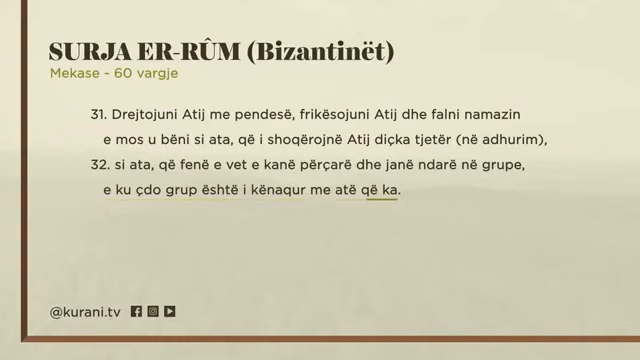 SURJA ER-RÛM (Bizantinët)
Mekase - 60 vargje
31. Drejtojuni Atij me pendesë, frikësojuni Atij dhe falni namazin
e mos u bëni si ata, që i shoqërojnë Atij diçka tjetër (në adhurim),
32. si ata, që fenë e vet e kanë përçarë dhe janë ndarë në grupe,
e ku çdo grup është i kënaqur me atë që ka.
@kurani.tv